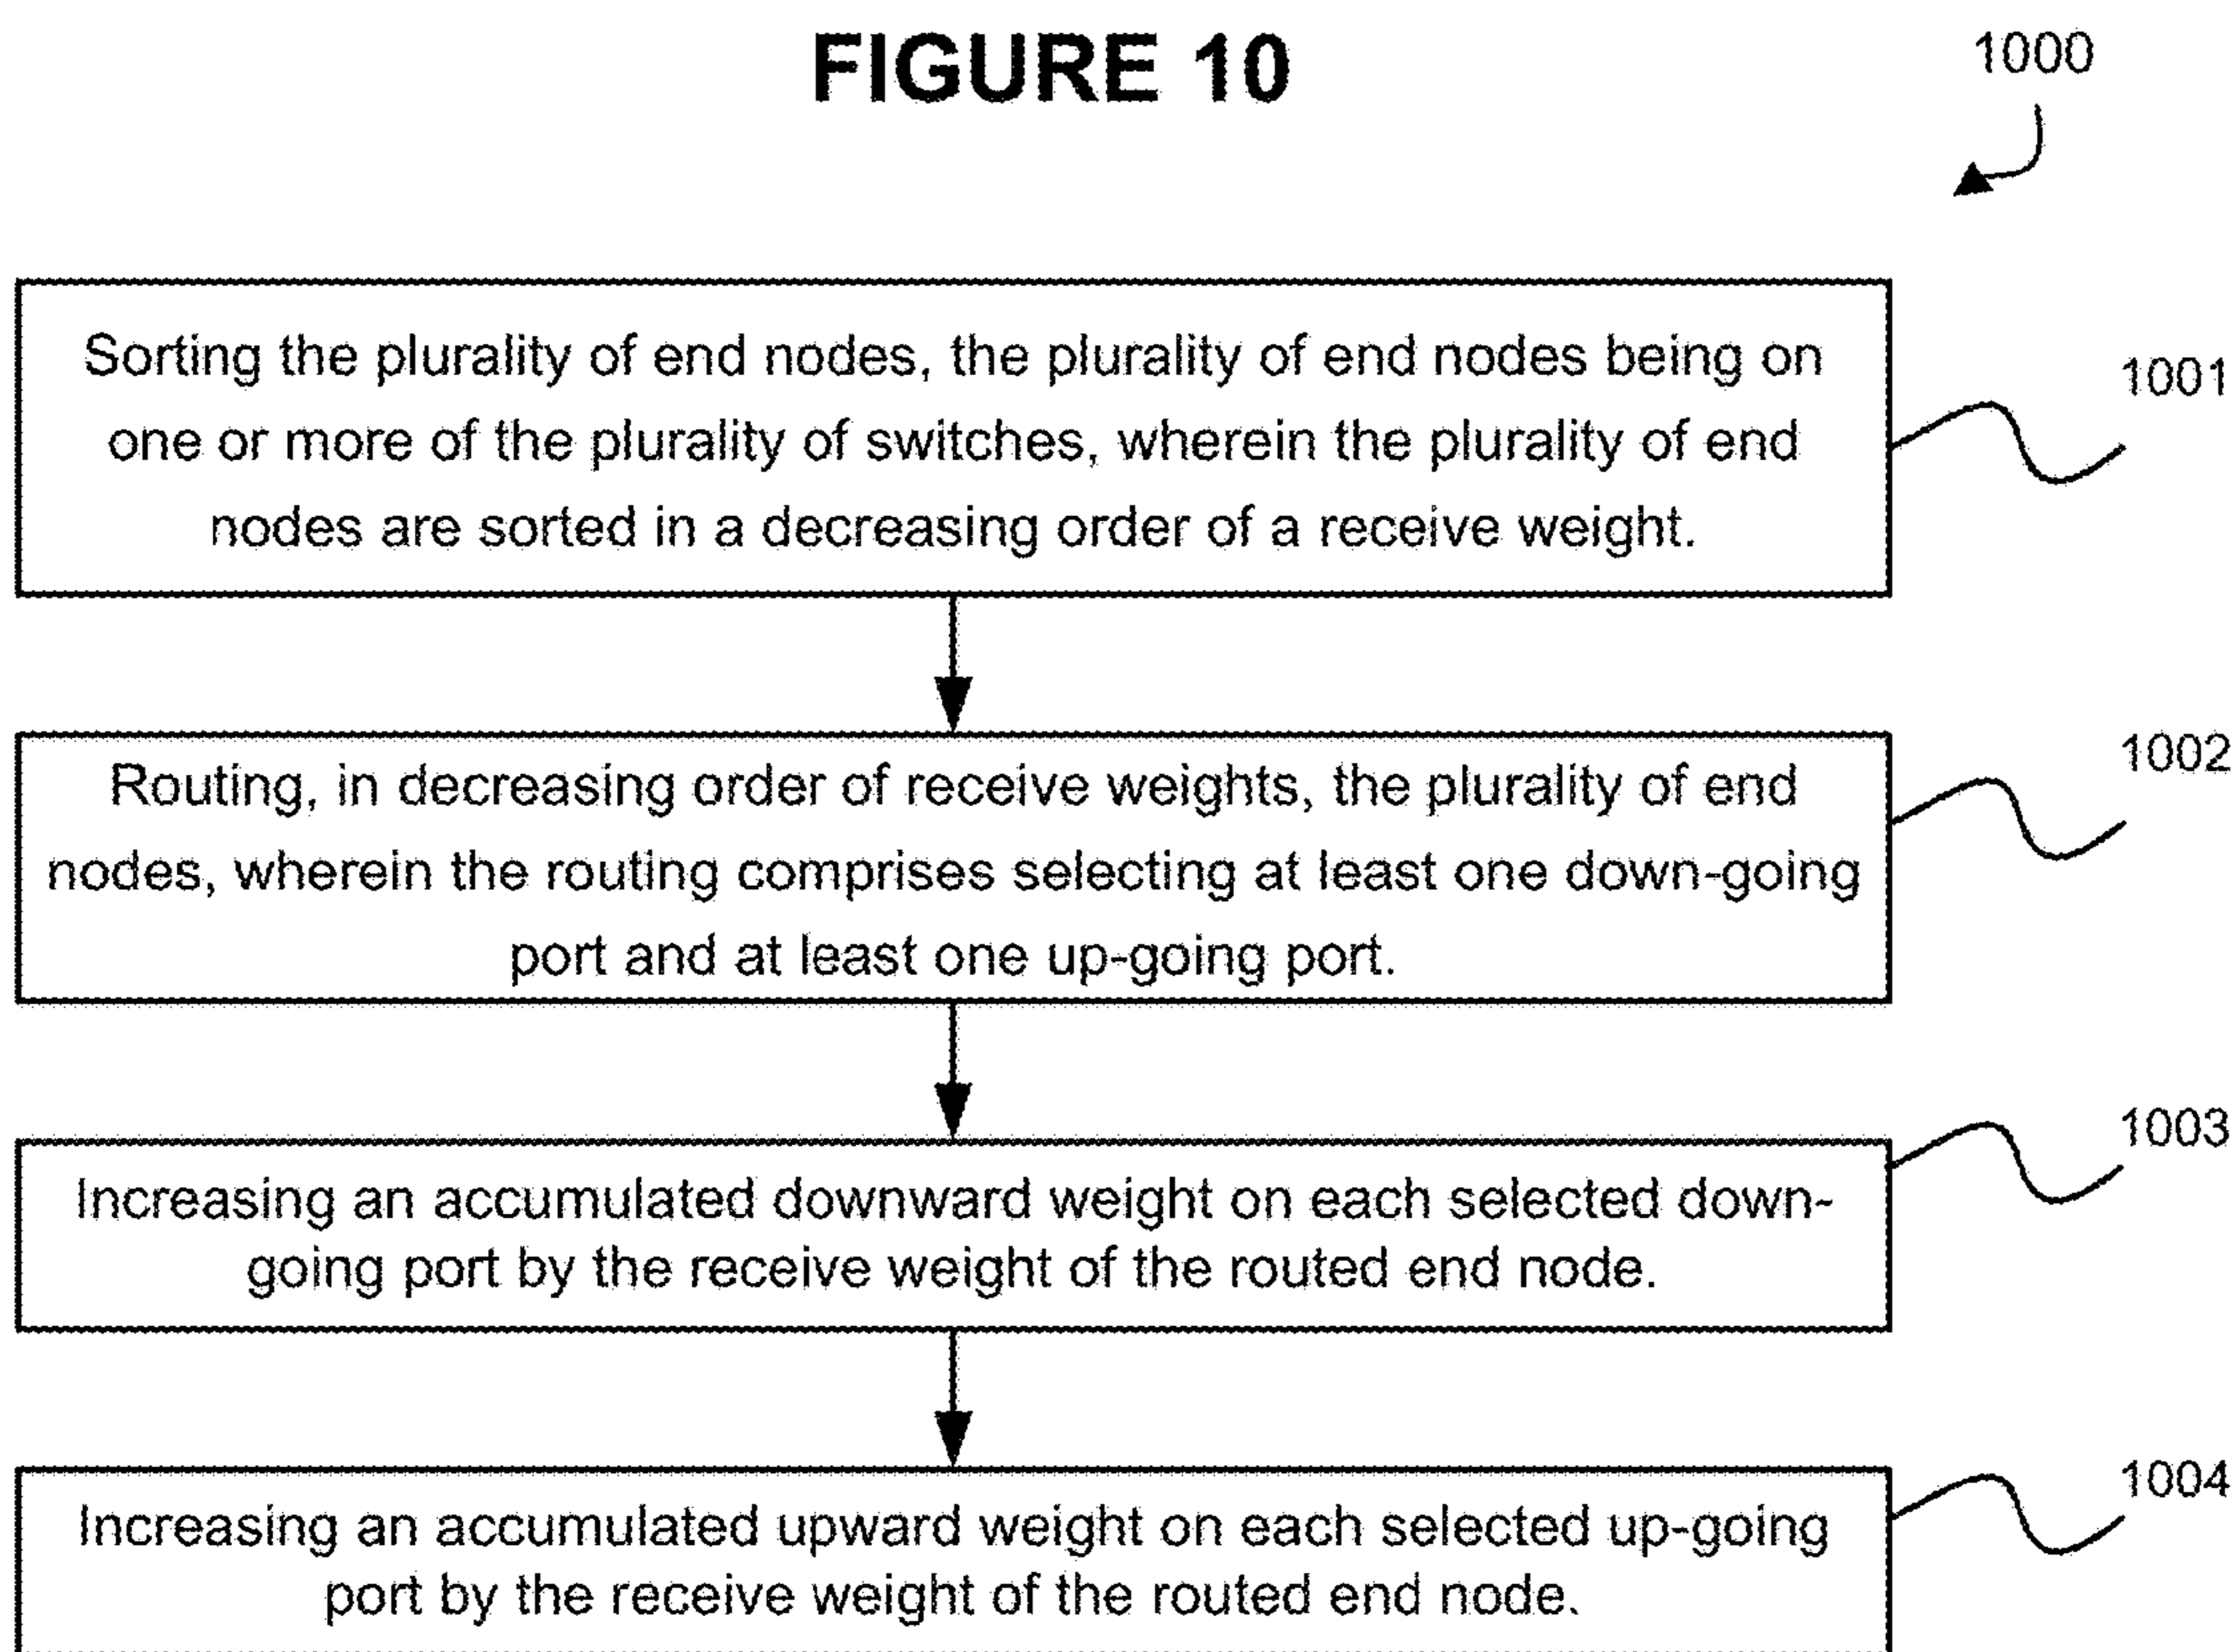 FIGURE 10
1000
Sorting the plurality of end nodes, the plurality of end nodes being on
one or more of the plurality of switches, wherein the plurality of end
nodes are sorted in a decreasing order of a receive weight.
1001
Routing, in decreasing order of receive weights, the plurality of end
nodes, wherein the routing comprises selecting at least one down-going
port and at least one up-going port.
1002
Increasing an accumulated downward weight on each selected down-
going port by the receive weight of the routed end node.
1003
Increasing an accumulated upward weight on each selected up-going
port by the receive weight of the routed end node.
1004